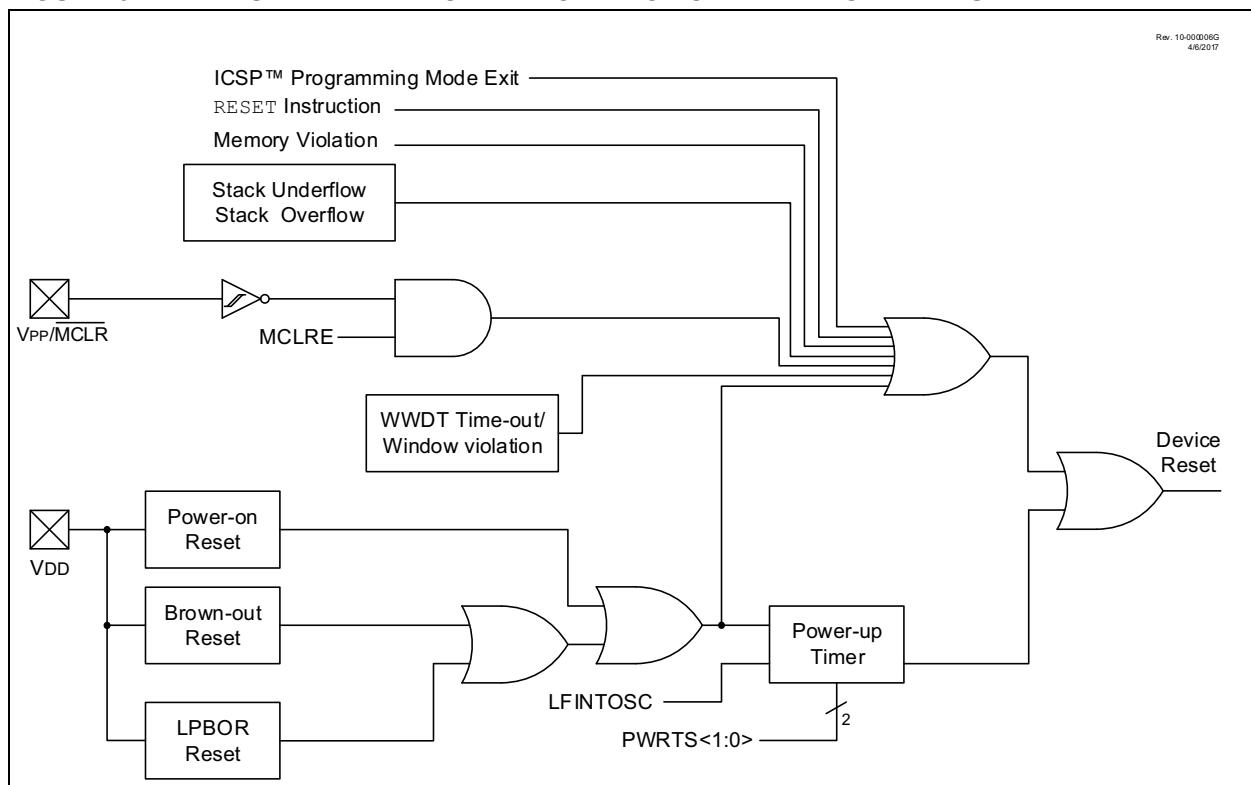 Rev. 10-000006G
4/6/2017
ICSP™ Programming Mode Exit
RESET Instruction
Memory Violation
Stack Underflow
Stack Overflow
VPP/MCLR
MCLRE
WWDT Time-out/
Window violation
Device
Reset
Power-on
Reset
VDD
Brown-out
Reset
Power-up
Timer
LFINTOSC
LPBOR
Reset
2
PWRTS<1:0>